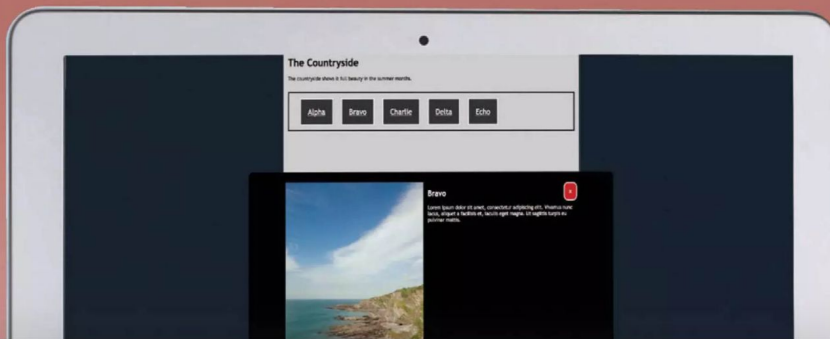 The Countryside
The countryside shows it full beauty in the summer months.
Alpha Bravo Charlie Delta Echo
Bravo
x
Lorem ipsum dolor sit amet, consectetur adipiscing elit. Vivamus nunc
lacus, aliquet a facilisis et, iaculis eget magna. Ut sagittis turpis eu
pulvinar mattis.